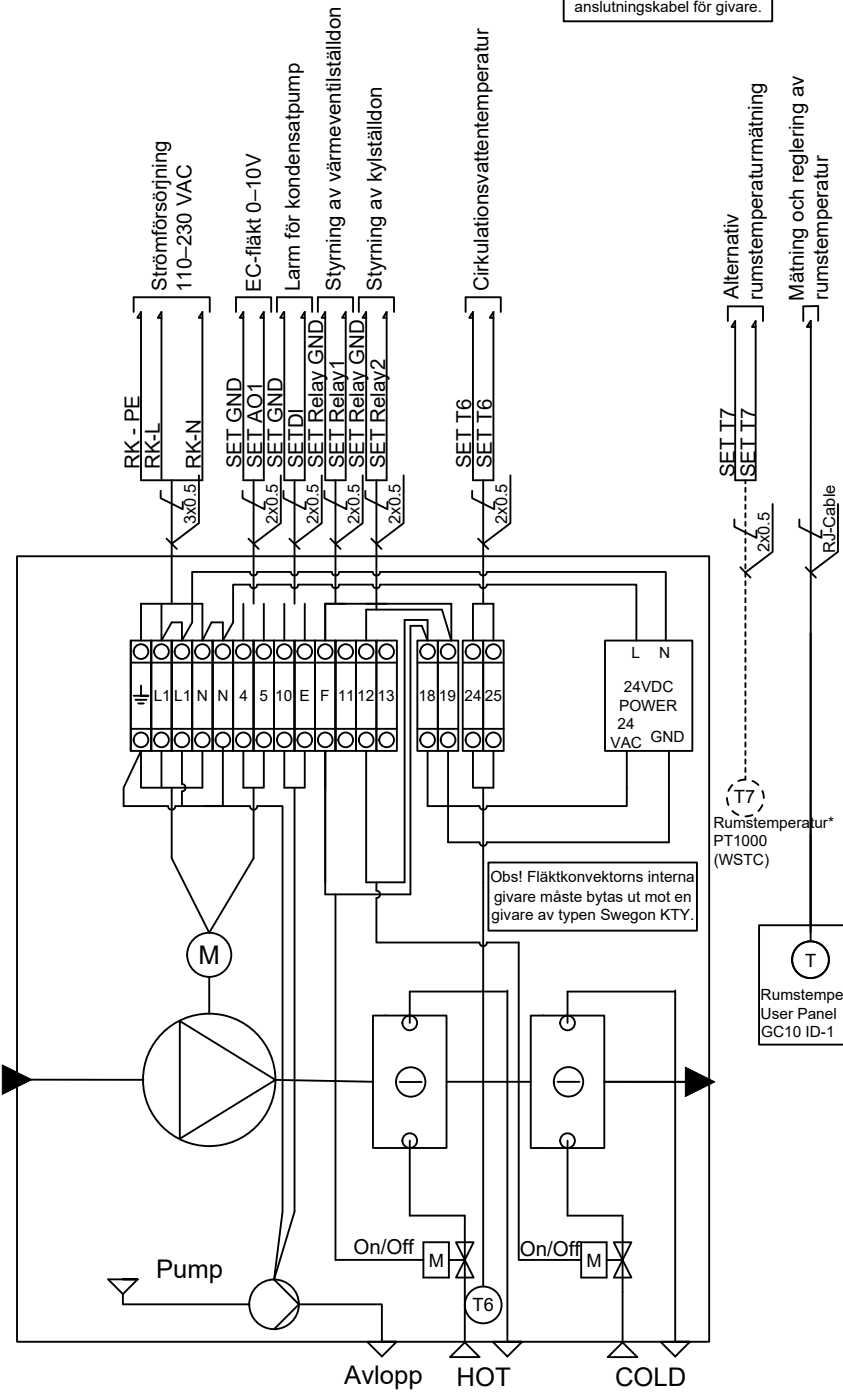 anslutningskabel för givare.
Strömförsörjning
110–230 VAC
EC-fläkt 0–10V
Larm för kondensatpump
Styrning av värmeventilställdon
Styrning av kylställdon
Cirkulationsvattentemperatur
Alternativ
rumstemperaturmätning
Mätning och reglering av
rumstemperatur
RK - PE
RK-L
RK-N
SET GND
SET AO1
SET GND
SET DI
SET Relay GND
SET Relay1
SET Relay GND
SET Relay2
SET T6
SET T6
SET T7
SET T7
3x0.5
2x0.5
2x0.5
2x0.5
2x0.5
2x0.5
2x0.5
RJ-Cable
L1 L1 N N 4 5 10 E F 11 12 13 18 19 24 25
L N
24VDC
POWER
24
VAC GND
T7
Rumstemperatur*
PT1000
(WSTC)
Obs! Fläktkonvektorns interna
givare måste bytas ut mot en
givare av typen Swegon KTY.
M
T
Rumstempe
User Panel
GC10 ID-1
On/Off
M
On/Off
M
Pump
T6
Avlopp
HOT
COLD